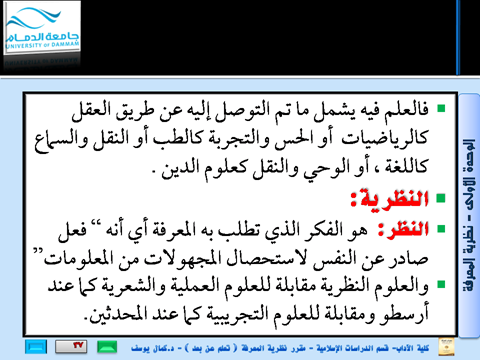 جامعة الدمام
UNIVERSITY OF DAMMAM
فالعلم فيه يشمل ما تم التوصل إليه عن طريق العقل
كالرياضيات أو الحس والتجربة كالطب أو النقل والسماع
كاللغة ، أو الوحي والنقل كعلوم الدين .
النظرية:
النظر: هو الفكر الذي تطلب به المعرفة أي أنه “ فعل
صادر عن النفس لاستحصال المجهولات من المعلومات”
والعلوم النظرية مقابلة للعلوم العملية والشعرية كما عند
أرسطو ومقابلة للعلوم التجريبية كما عند المحدثين.
الوحدة الأولى - نظرية المعرفة
كلية الآداب- قسم الدراسات الإسلامية - مقرر نظرية المعرفة ( تعلم عن بعد ) - د.كمال يوسف